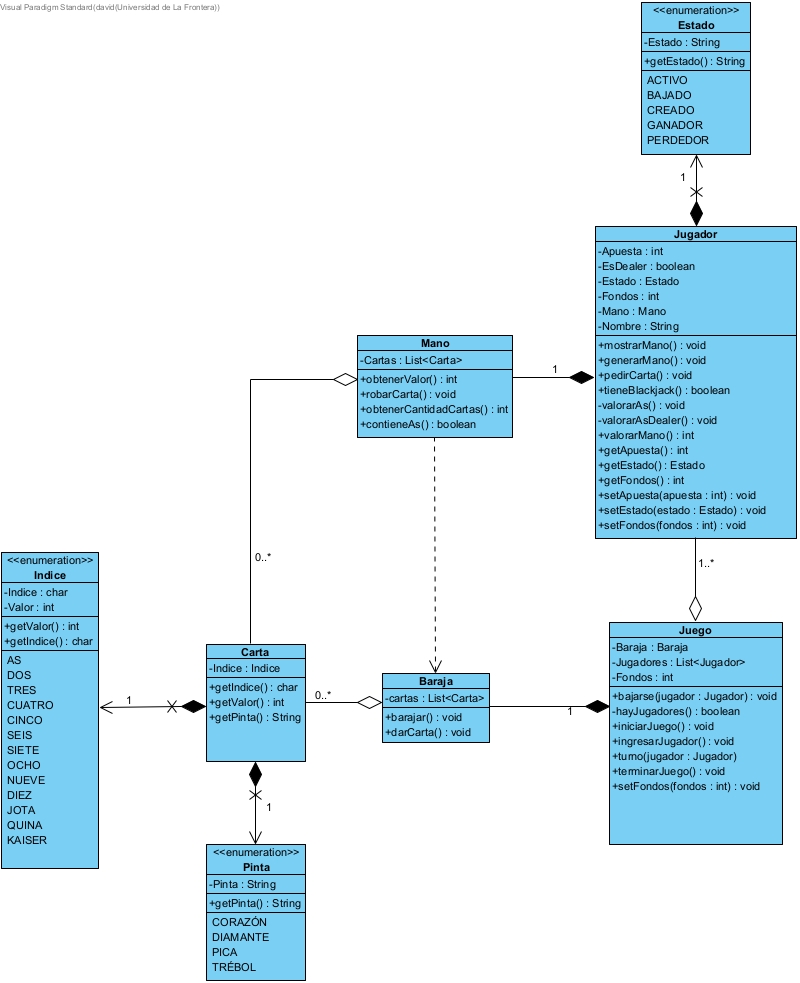 Visual Paradigm Standard(david(Universidad de La Frontera))
<<enumeration>>
Estado
-Estado : String
+getEstado() : String
ACTIVO
BAJADO
CREADO
GANADOR
PERDEDOR
1
Jugador
-Apuesta : int
-EsDealer : boolean
-Estado : Estado
-Fondos : int
-Mano : Mano
-Nombre : String
+mostrarMano() : void
+generarMano() : void
+pedirCarta() : void
+tieneBlackjack() : boolean
-valorarAs() : void
-valorarAsDealer() : void
+valorarMano() : int
+getApuesta() : int
+getEstado() : Estado
+getFondos() : int
+setApuesta(apuesta : int) : void
+setEstado(estado : Estado) : void
+setFondos(fondos : int) : void
Mano
-Cartas : List<Carta>
+obtenerValor() : int
+robarCarta() : void
+obtenerCantidadCartas() : int
+contieneAs() : boolean
1
0..*
1..*
<<enumeration>>
Indice
-Indice : char
-Valor : int
+getValor() : int
+getIndice() : char
AS
DOS
TRES
CUATRO
CINCO
SEIS
SIETE
OCHO
NUEVE
DIEZ
JOTA
QUINA
KAISER
1
Carta
-Indice : Indice
+getIndice() : char
+getValor() : int
+getPinta() : String
0..*
Baraja
-cartas : List<Carta>
+barajar() : void
+darCarta() : void
1
Juego
-Baraja : Baraja
-Jugadores : List<Jugador>
-Fondos : int
+bajarse(jugador : Jugador) : void
-hayJugadores() : boolean
+iniciarJuego() : void
+ingresarJugador() : void
+turno(jugador : Jugador)
+terminarJuego() : void
+setFondos(fondos : int) : void
1
<<enumeration>>
Pinta
-Pinta : String
+getPinta() : String
CORAZÓN
DIAMANTE
PICA
TRÉBOL